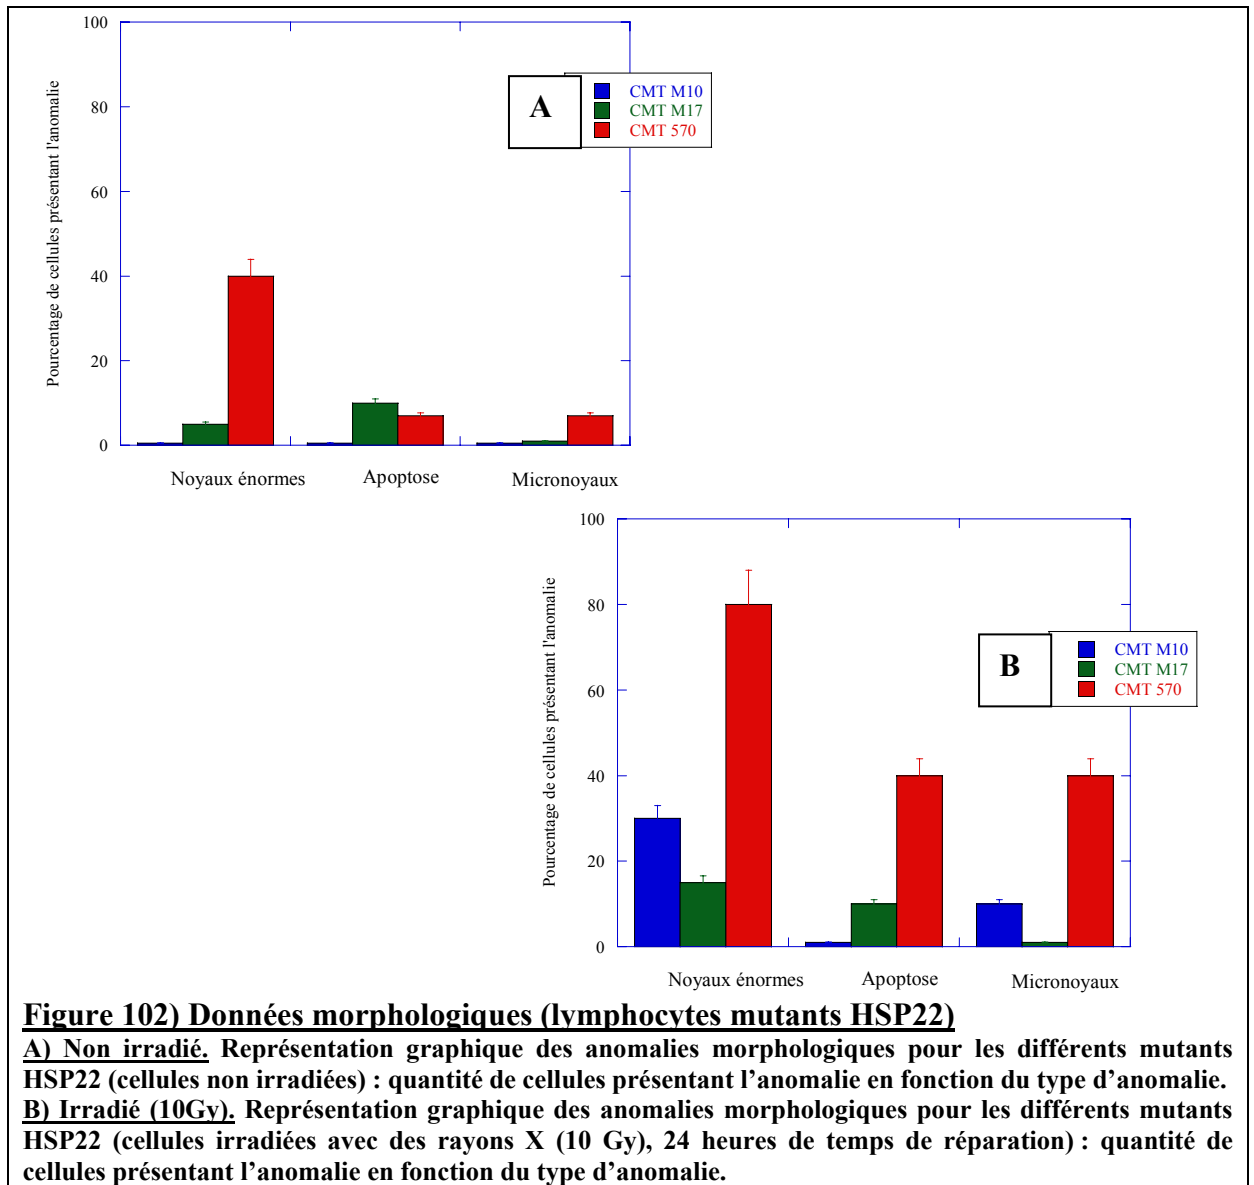 100
80
60
40
20
0
Pourcentage de cellules présentant l'anomalie
A
CMT M10
CMT M17
CMT 570
Noyaux énormes
Apoptose
Micronoyaux
100
80
60
40
20
0
Pourcentage de cellules présentant l'anomalie
B
CMT M10
CMT M17
CMT 570
Noyaux énormes
Apoptose
Micronoyaux
Figure 102) Données morphologiques (lymphocytes mutants HSP22)
A) Non irradié. Représentation graphique des anomalies morphologiques pour les différents mutants
HSP22 (cellules non irradiées) : quantité de cellules présentant l’anomalie en fonction du type d’anomalie.
B) Irradié (10Gy). Représentation graphique des anomalies morphologiques pour les différents mutants
HSP22 (cellules irradiées avec des rayons X (10 Gy), 24 heures de temps de réparation) : quantité de
cellules présentant l’anomalie en fonction du type d’anomalie.